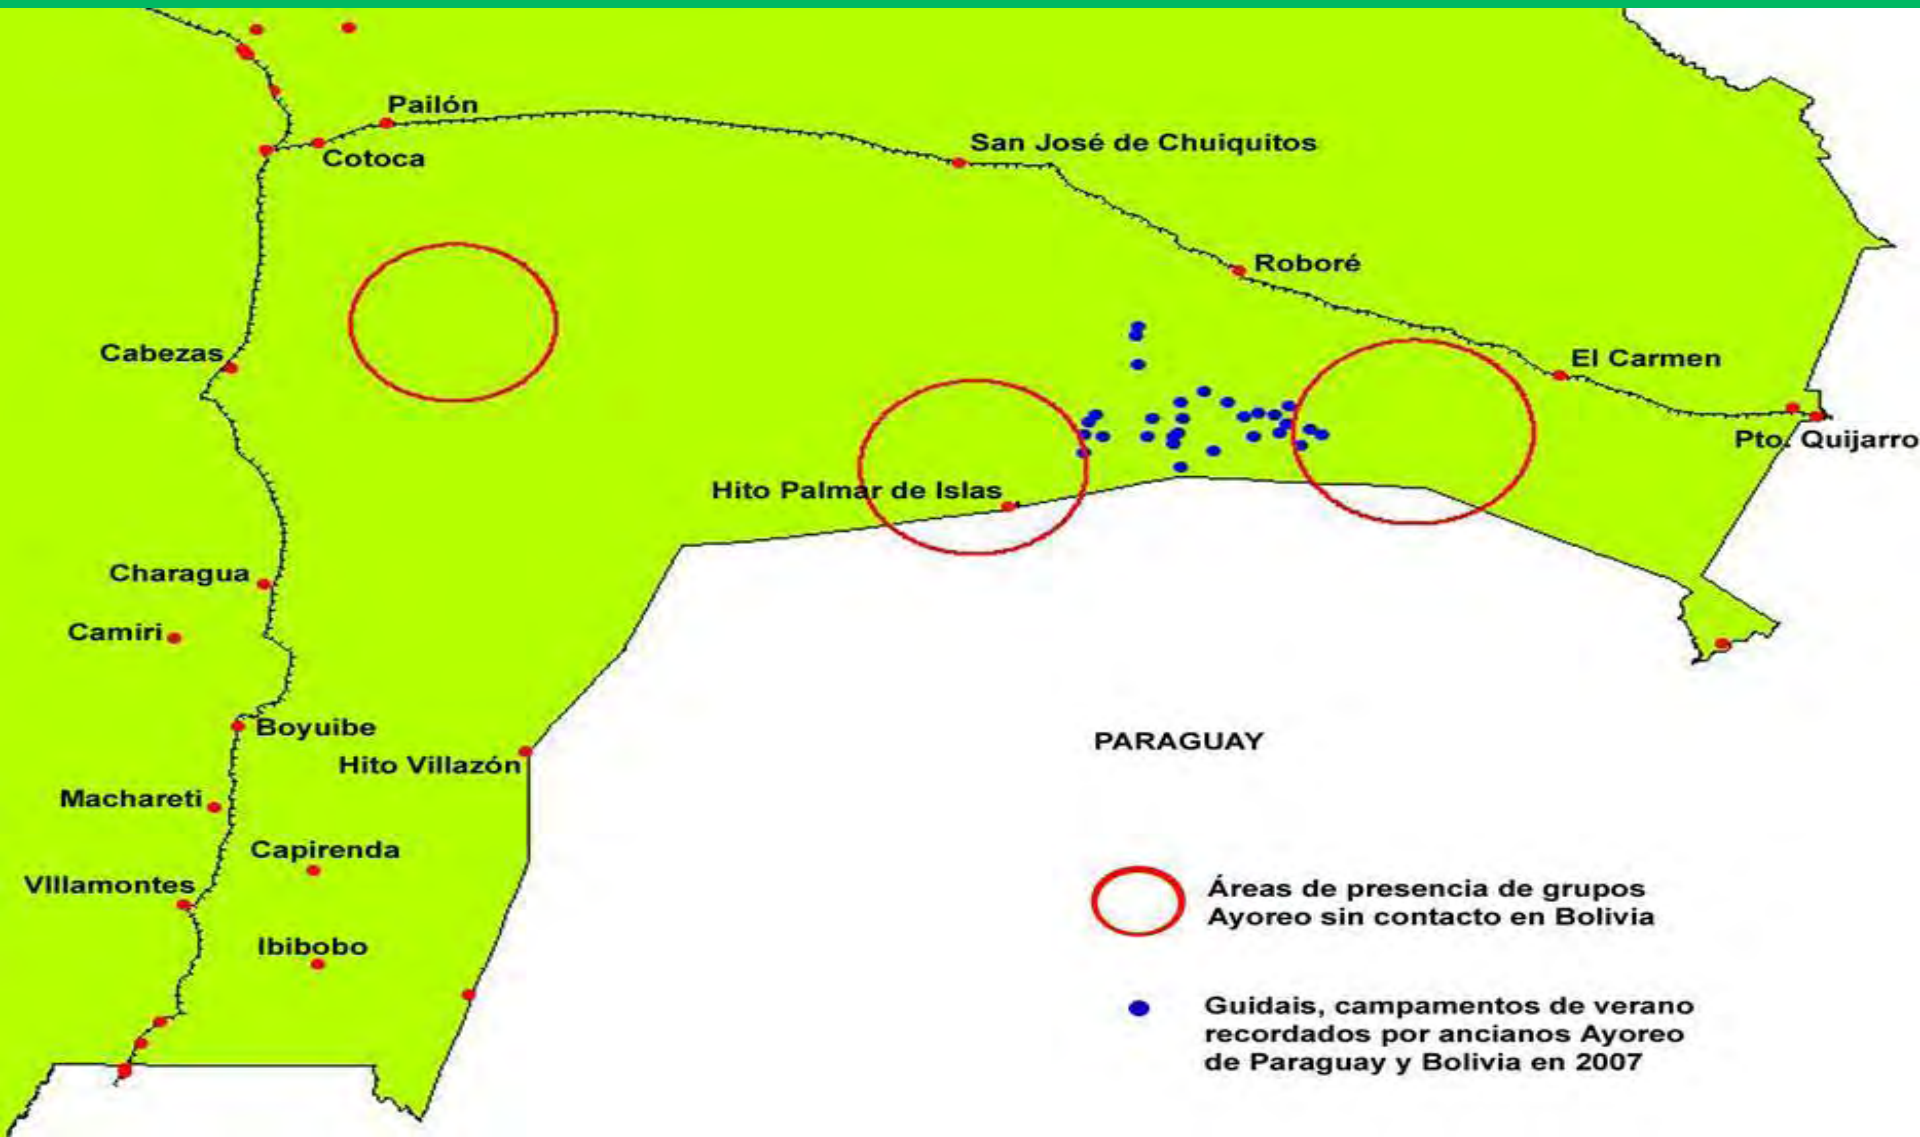 Pailón
Cotoca
San José de Chuiquitos
Roboré
Cabezas
El Carmen
Pto. Quijarro
Hito Palmar de Islas
Charagua
Camiri
Boyuibe
Hito Villazón
PARAGUAY
Machareti
Capirenda
VIllamontes
Ibibobo
Áreas de presencia de grupos
Ayoreo sin contacto en Bolivia
Guidais, campamentos de verano
recordados por ancianos Ayoreo
de Paraguay y Bolivia en 2007